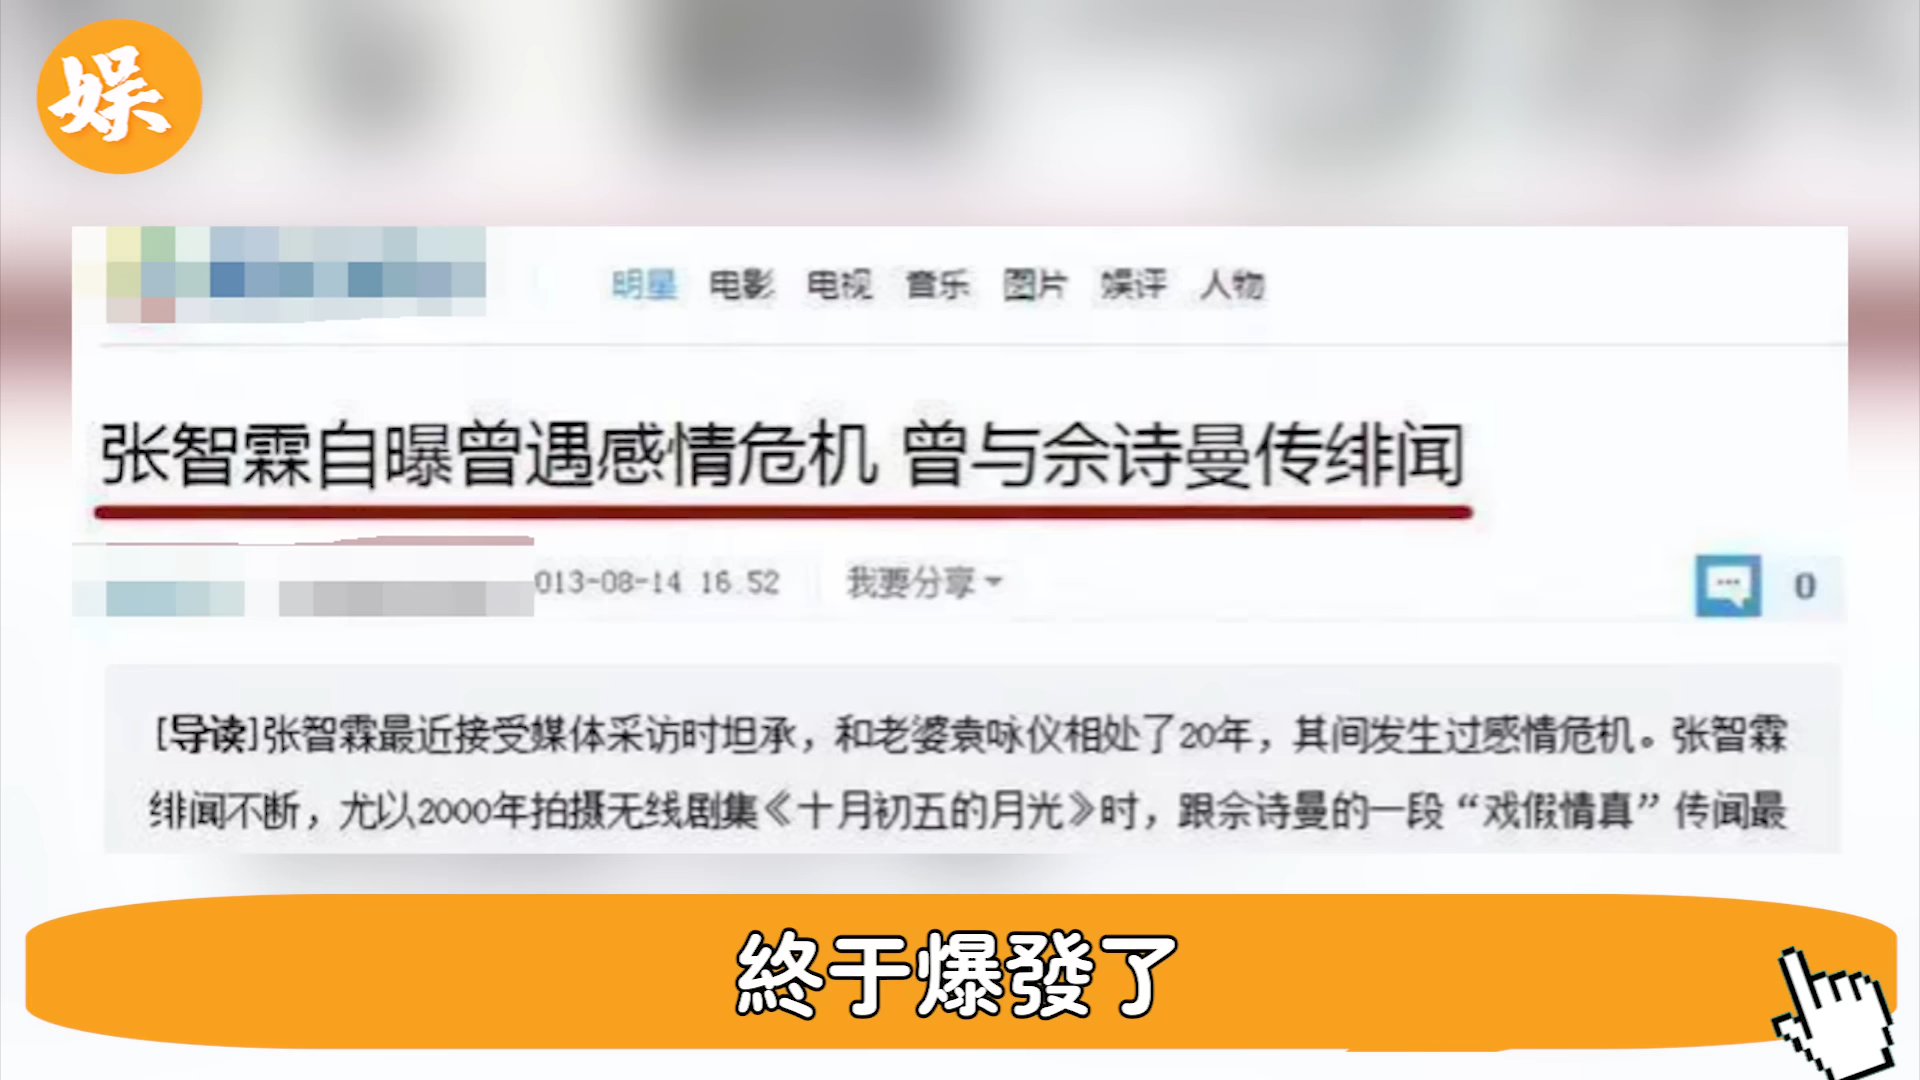 娱
明星 电影 电视 音乐 图片 娱评 人物
张智霖自曝曾遇感情危机 曾与佘诗曼传绯闻
013-08-14 16:52 我要分享
0
[导读]张智霖最近接受媒体采访时坦承，和老婆袁咏仪相处了20年，其间发生过感情危机。张智霖
绯闻不断，尤以2000年拍摄无线剧集《十月初五的月光》时，跟佘诗曼的一段“戏假情真”传闻最
終于爆發了